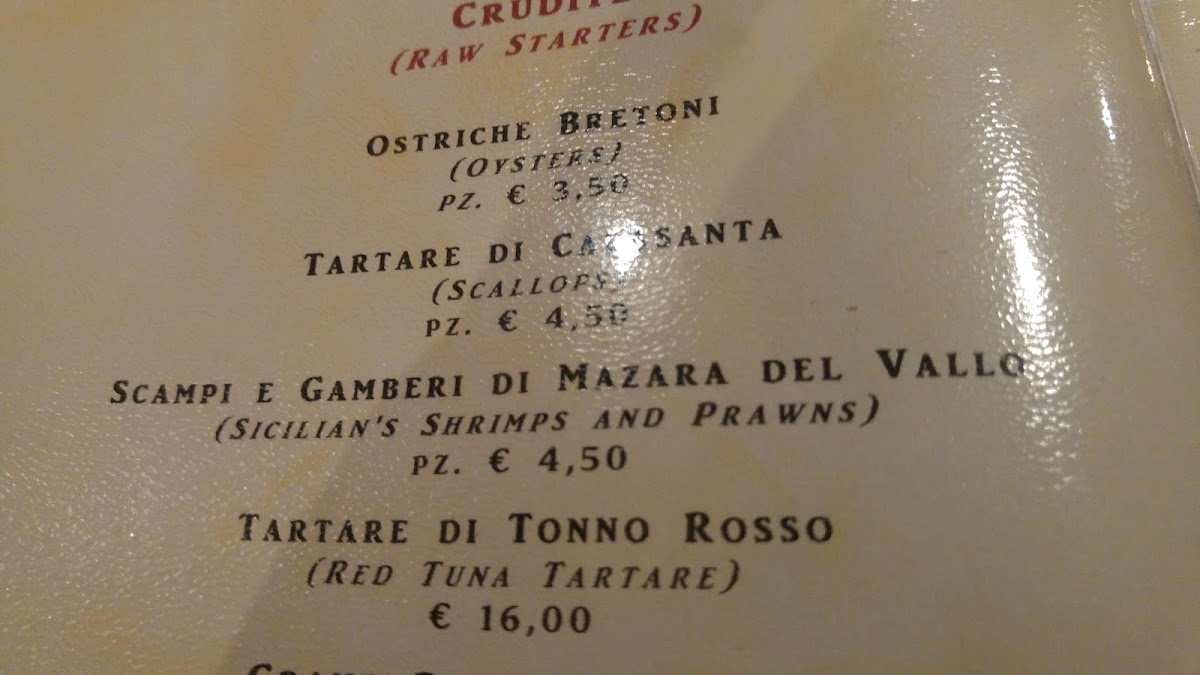 (RAW STARTERS)
OSTRICHE BRETONI
(OYSTERS)
PZ. € 3,50
TARTARE DI
(SCALLOPS)
PZ. € 4,50
SCAMPI E GAMBERI DI MAZARA DEL VALLO
(SICILIAN'S SHRIMPS AND PRAWNS)
PZ. € 4,50
TARTARE DI TONNO ROSSO
(RED TUNA TARTARE)
€ 16,00